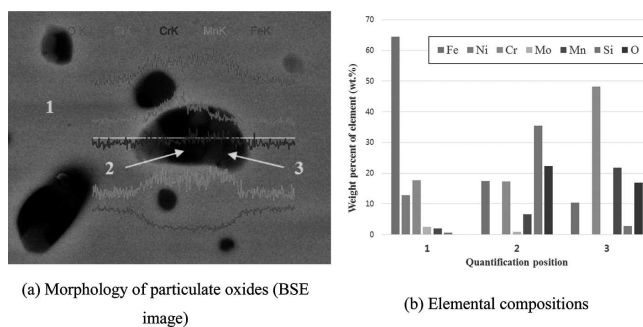 O K Si K CrK MnK FeK
1
2
3
(a) Morphology of particulate oxides (BSE
image)
70
60
50
40
30
20
10
0
Weight percent of element (wt.%)
Fe Ni Cr Mo Mn Si O
1 2 3
Quantification position
(b) Elemental compositions